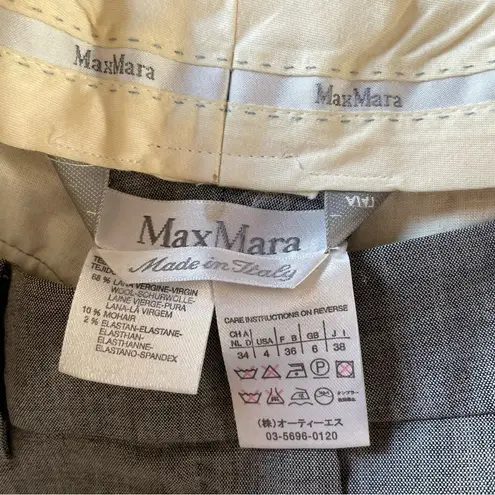 MaxMara
MaxMara
MaxMara
Made in Italy
68 % LANA VERGINE-VIRGIN
WOOL-SCHURWOLLE-
LAINE VIERGE-PURA
LANA-LÃ VIRGEM
10 % MOHAIR
2 % ELASTAN-ELASTANE-
ELASTHAN-
ELASTHANNE-
ELASTANO-SPANDEX
CARE INSTRUCTIONS ON REVERSE
CH A NL D USA F B GB J I
34 4 36 6 38
P
(株)オーティーエス
03-5696-0120